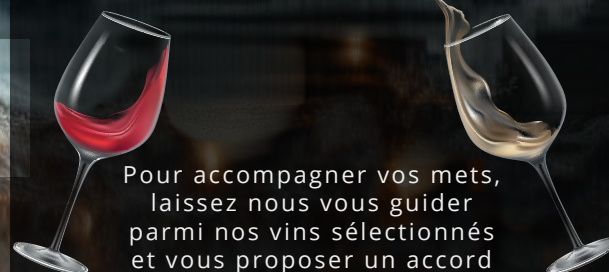 Pour accompagner vos mets,
laissez nous vous guider
parmi nos vins sélectionnés
et vous proposer un accord